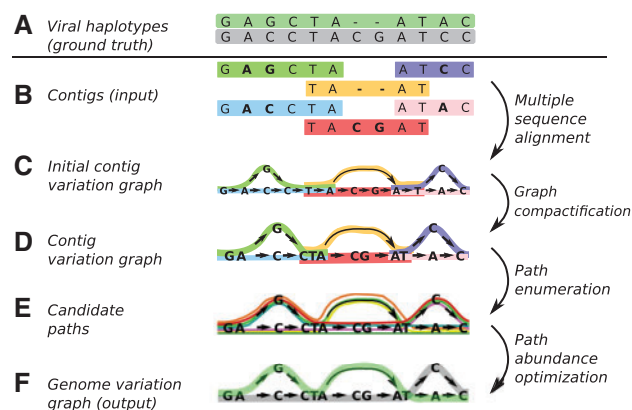 A Viral haplotypes (ground truth)
G A G C T A - - A T A C
G A C C T A C G A T C C
B Contigs (input)
G A G C T A
A T C C
T A - - A T
G A C C T A
A T A C
T A C G A T
Multiple sequence alignment
C Initial contig variation graph
G
C
G A C C T A C G A T A C
Graph compactification
D Contig variation graph
G
C
GA C CTA CG AT A C
Path enumeration
E Candidate paths
G
C
GA C CTA CG AT A C
Path abundance optimization
F Genome variation graph (output)
G
C
GA C CTA CG AT A C